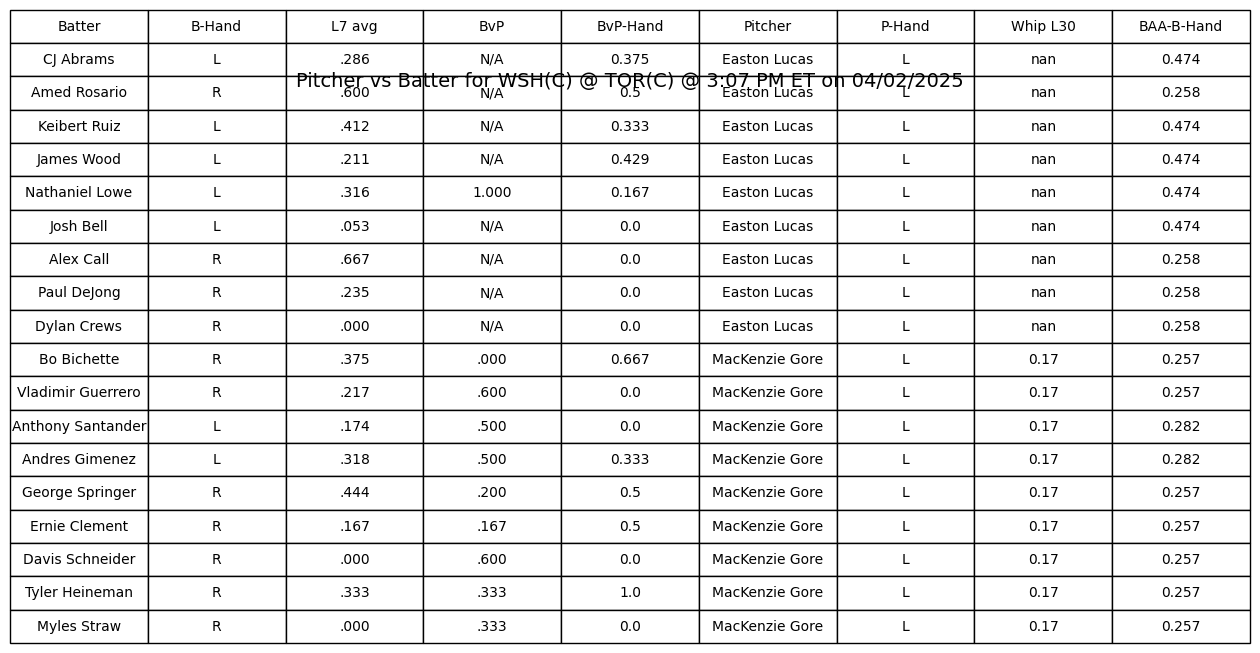 Batter B-Hand L7 avg BvP BvP-Hand Pitcher P-Hand Whip L30 BAA-B-Hand
CJ Abrams L .286 N/A 0.375 Easton Lucas L nan 0.474
Pitcher vs Batter for WSH(C) @ TOR(C) @ 3:07 PM ET on 04/02/2025
Amed Rosario R .600 N/A 0.5 Easton Lucas L nan 0.258
Keibert Ruiz L .412 N/A 0.333 Easton Lucas L nan 0.474
James Wood L .211 N/A 0.429 Easton Lucas L nan 0.474
Nathaniel Lowe L .316 1.000 0.167 Easton Lucas L nan 0.474
Josh Bell L .053 N/A 0.0 Easton Lucas L nan 0.474
Alex Call R .667 N/A 0.0 Easton Lucas L nan 0.258
Paul DeJong R .235 N/A 0.0 Easton Lucas L nan 0.258
Dylan Crews R .000 N/A 0.0 Easton Lucas L nan 0.258
Bo Bichette R .375 .000 0.667 MacKenzie Gore L 0.17 0.257
Vladimir Guerrero R .217 .600 0.0 MacKenzie Gore L 0.17 0.257
Anthony Santander L .174 .500 0.0 MacKenzie Gore L 0.17 0.282
Andres Gimenez L .318 .500 0.333 MacKenzie Gore L 0.17 0.282
George Springer R .444 .200 0.5 MacKenzie Gore L 0.17 0.257
Ernie Clement R .167 .167 0.5 MacKenzie Gore L 0.17 0.257
Davis Schneider R .000 .600 0.0 MacKenzie Gore L 0.17 0.257
Tyler Heineman R .333 .333 1.0 MacKenzie Gore L 0.17 0.257
Myles Straw R .000 .333 0.0 MacKenzie Gore L 0.17 0.257